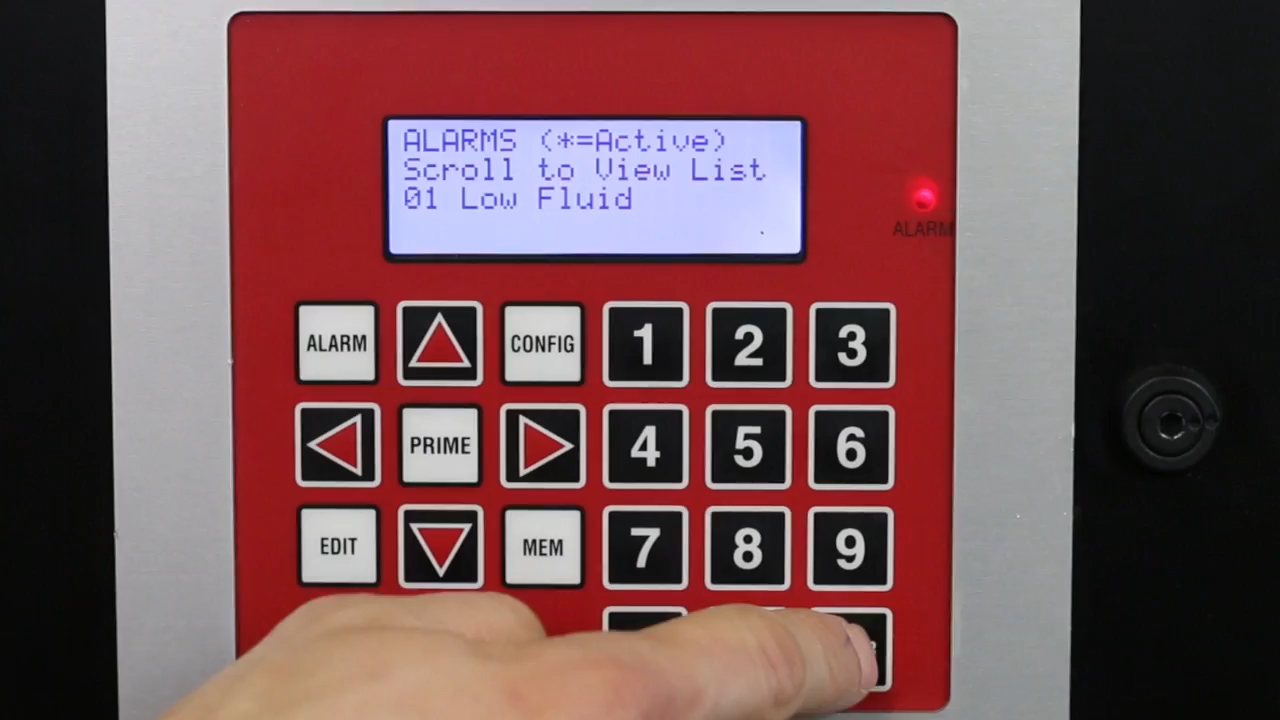 ALARMS (*=Active)
Scroll to View List
01 Low Fluid
ALARM
ALARM
CONFIG
1
2
3
PRIME
4
5
6
EDIT
MEM
7
8
9